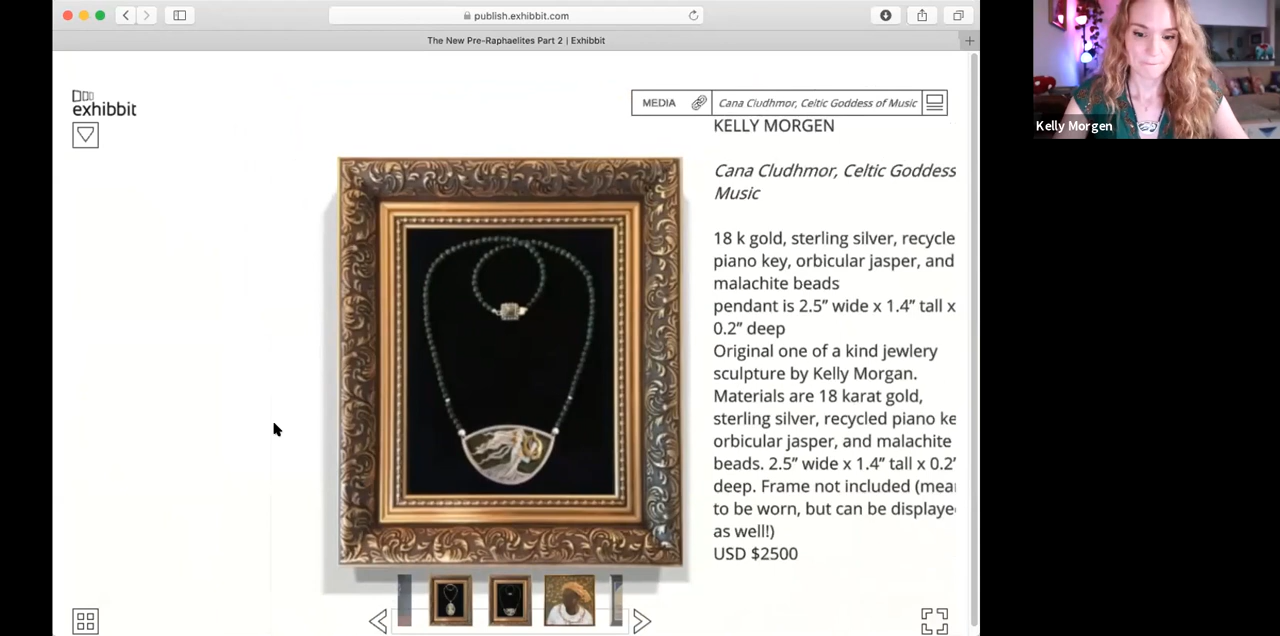 publish.exhibbit.com
The New Pre-Raphaelites Part 2 | Exhibbit
exhibbit
MEDIA
Cana Cludhmor, Celtic Goddess of Music
KELLY MORGEN
Cana Cludhmor, Celtic Goddess
Music
18 k gold, sterling silver, recycle
piano key, orbicular jasper, and
malachite beads
pendant is 2.5” wide x 1.4” tall x
0.2” deep
Original one of a kind jewlery
sculpture by Kelly Morgan.
Materials are 18 karat gold,
sterling silver, recycled piano ke
orbicular jasper, and malachite
beads. 2.5” wide x 1.4” tall x 0.2”
deep. Frame not included (mea
to be worn, but can be displaye
as well!)
USD $2500
Kelly Morgen